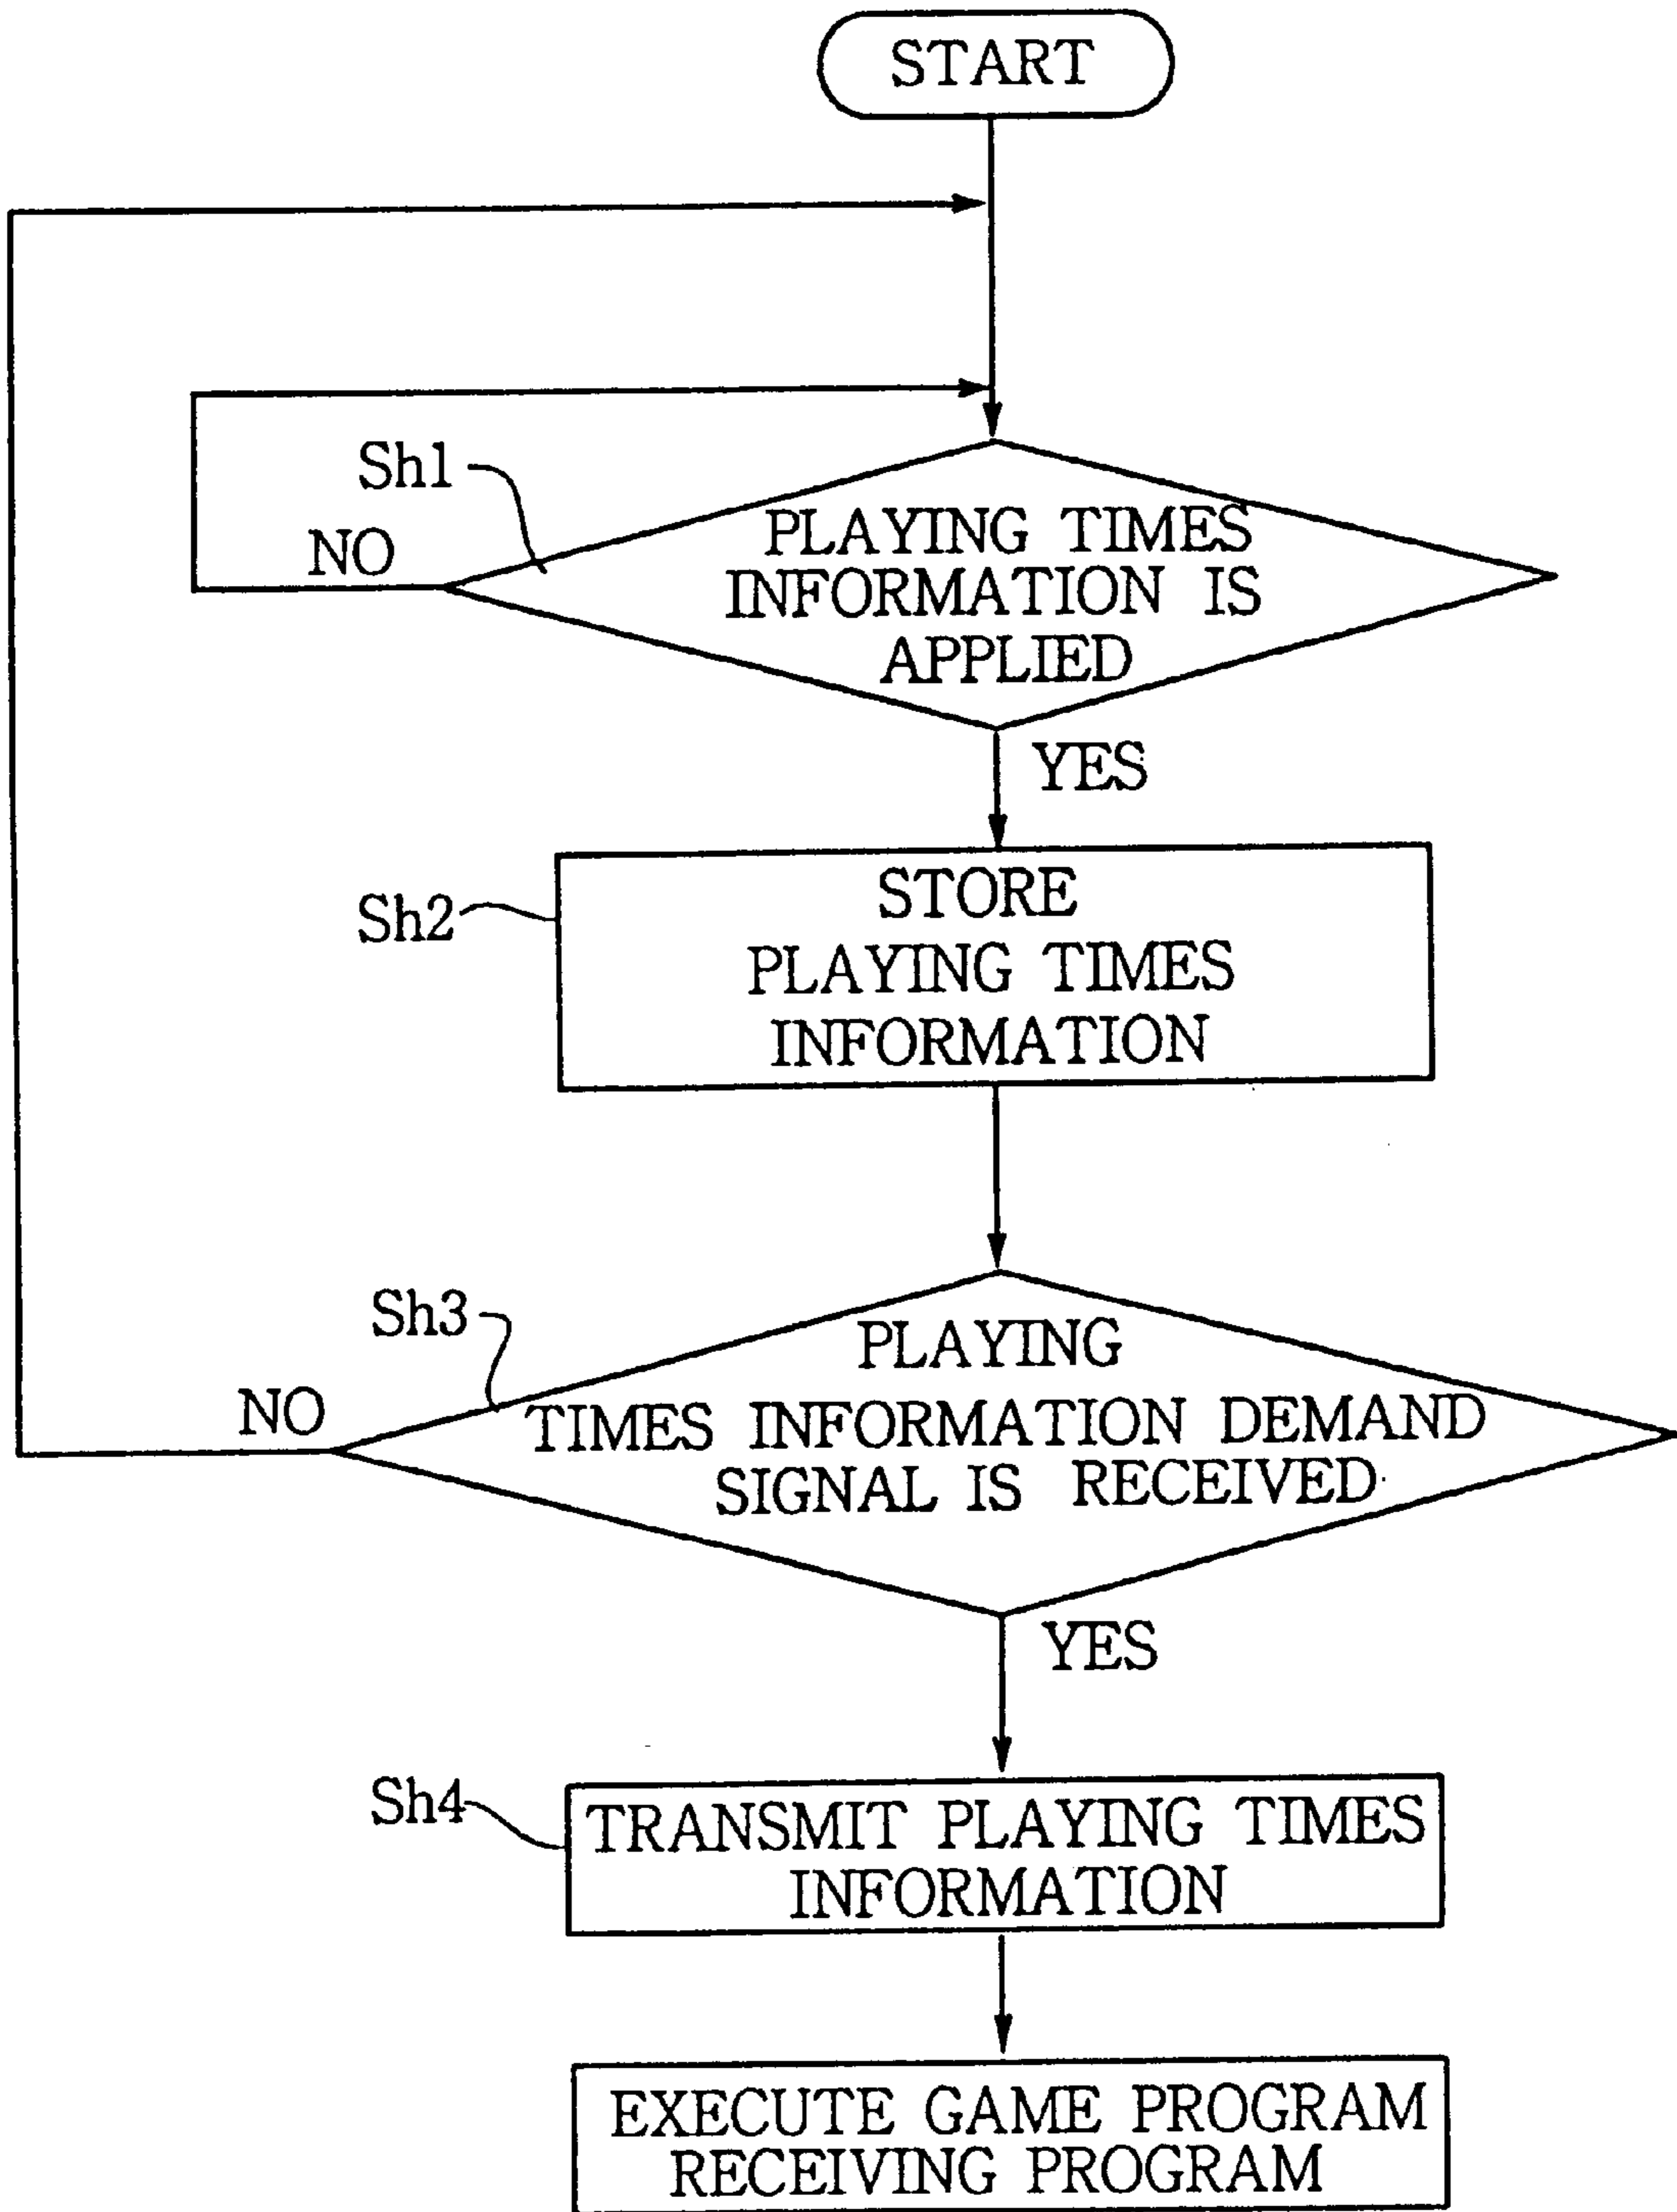 START
Sh1
NO
PLAYING TIMES
INFORMATION IS
APPLIED
YES
Sh2
STORE
PLAYING TIMES
INFORMATION
Sh3
NO
PLAYING
TIMES INFORMATION DEMAND
SIGNAL IS RECEIVED
YES
Sh4
TRANSMIT PLAYING TIMES
INFORMATION
EXECUTE GAME PROGRAM
RECEIVING PROGRAM